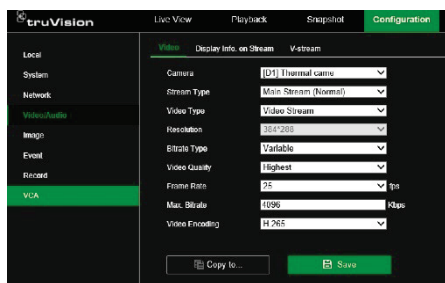 truVision
Live View
Playback
Snapshot
Configuration
Local
System
Network
Video/Audio
Image
Event
Record
VCA
Video
Display Info. on Stream
V-stream
Camera
[D1] Thermal came
Stream Type
Main Stream (Normal)
Video Type
Video Stream
Resolution
384*288
Bitrate Type
Variable
Video Quality
Highest
Frame Rate
25
fps
Max. Bitrate
4096
Kbps
Video Encoding
H.265
Copy to...
Save